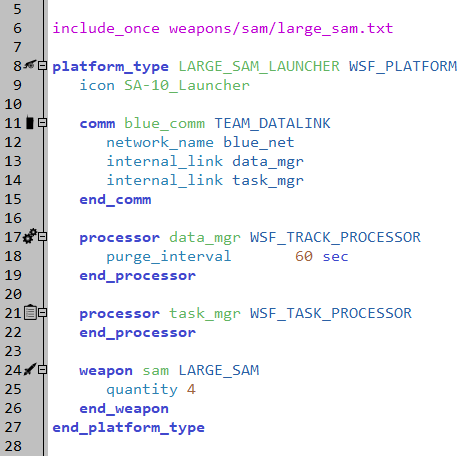 5
6 include_once weapons/sam/large_sam.txt
7
8 platform_type LARGE_SAM_LAUNCHER WSF_PLATFORM
9 icon SA-10_Launcher
10
11 comm blue_comm TEAM_DATALINK
12 network_name blue_net
13 internal_link data_mgr
14 internal_link task_mgr
15 end_comm
16
17 processor data_mgr WSF_TRACK_PROCESSOR
18 purge_interval 60 sec
19 end_processor
20
21 processor task_mgr WSF_TASK_PROCESSOR
22 end_processor
23
24 weapon sam LARGE_SAM
25 quantity 4
26 end_weapon
27 end_platform_type
28